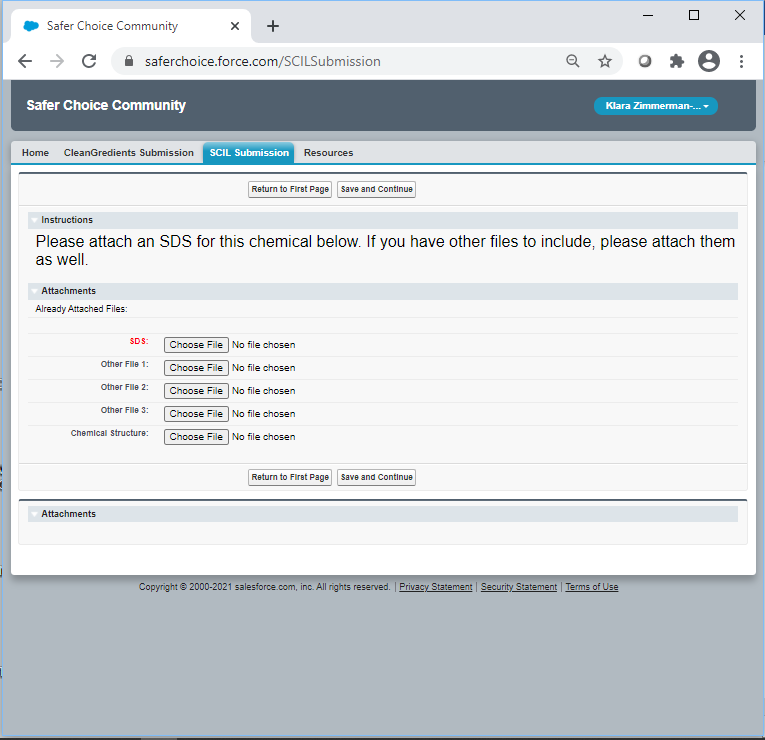 Safer Choice Community
saferchoice.force.com/SCILSubmission
Safer Choice Community
Klara Zimmerman-...
Home CleanGredients Submission SCIL Submission Resources
Return to First Page Save and Continue
Instructions
Please attach an SDS for this chemical below. If you have other files to include, please attach them
as well.
Attachments
Already Attached Files:
SDS: Choose File No file chosen
Other File 1: Choose File No file chosen
Other File 2: Choose File No file chosen
Other File 3: Choose File No file chosen
Chemical Structure: Choose File No file chosen
Return to First Page Save and Continue
Attachments
Copyright © 2000-2021 salesforce.com, inc. All rights reserved. | Privacy Statement | Security Statement | Terms of Use